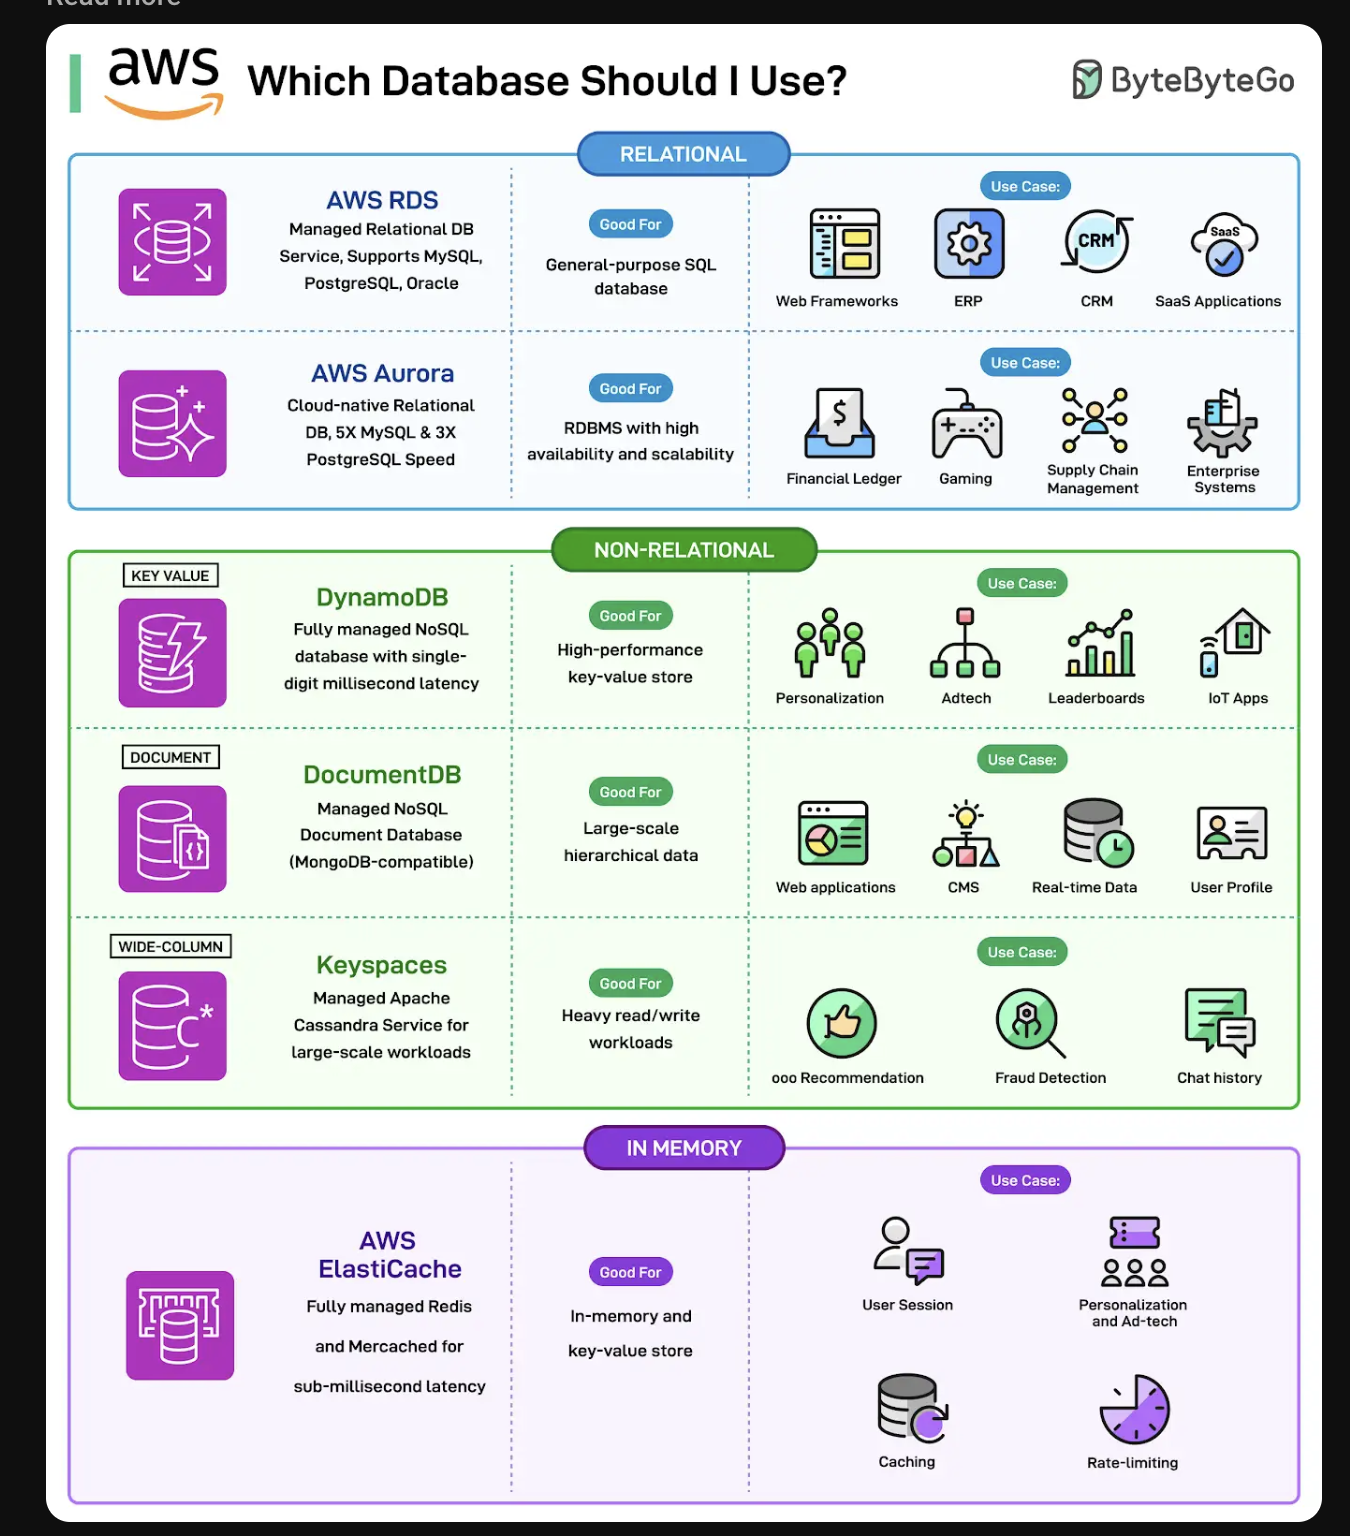 Read more
aws Which Database Should I Use?
ByteByteGo
RELATIONAL
AWS RDS
Managed Relational DB
Service, Supports MySQL,
PostgreSQL, Oracle
Good For
General-purpose SQL
database
Use Case:
Web Frameworks
ERP
CRM
CRM
SaaS
SaaS Applications
AWS Aurora
Cloud-native Relational
DB, 5X MySQL & 3X
PostgreSQL Speed
Good For
RDBMS with high
availability and scalability
Use Case:
$
Financial Ledger
Gaming
Supply Chain
Management
Enterprise
Systems
NON-RELATIONAL
KEY VALUE
DynamoDB
Fully managed NoSQL
database with single-
digit millisecond latency
Good For
High-performance
key-value store
Use Case:
Personalization
Adtech
Leaderboards
IoT Apps
DOCUMENT
{}
DocumentDB
Managed NoSQL
Document Database
(MongoDB-compatible)
Good For
Large-scale
hierarchical data
Use Case:
Web applications
CMS
Real-time Data
User Profile
WIDE-COLUMN
C*
Keyspaces
Managed Apache
Cassandra Service for
large-scale workloads
Good For
Heavy read/write
workloads
Use Case:
ooo Recommendation
Fraud Detection
Chat history
IN MEMORY
AWS
ElastiCache
Fully managed Redis
and Mercached for
sub-millisecond latency
Good For
In-memory and
key-value store
Use Case:
User Session
Personalization
and Ad-tech
Caching
Rate-limiting